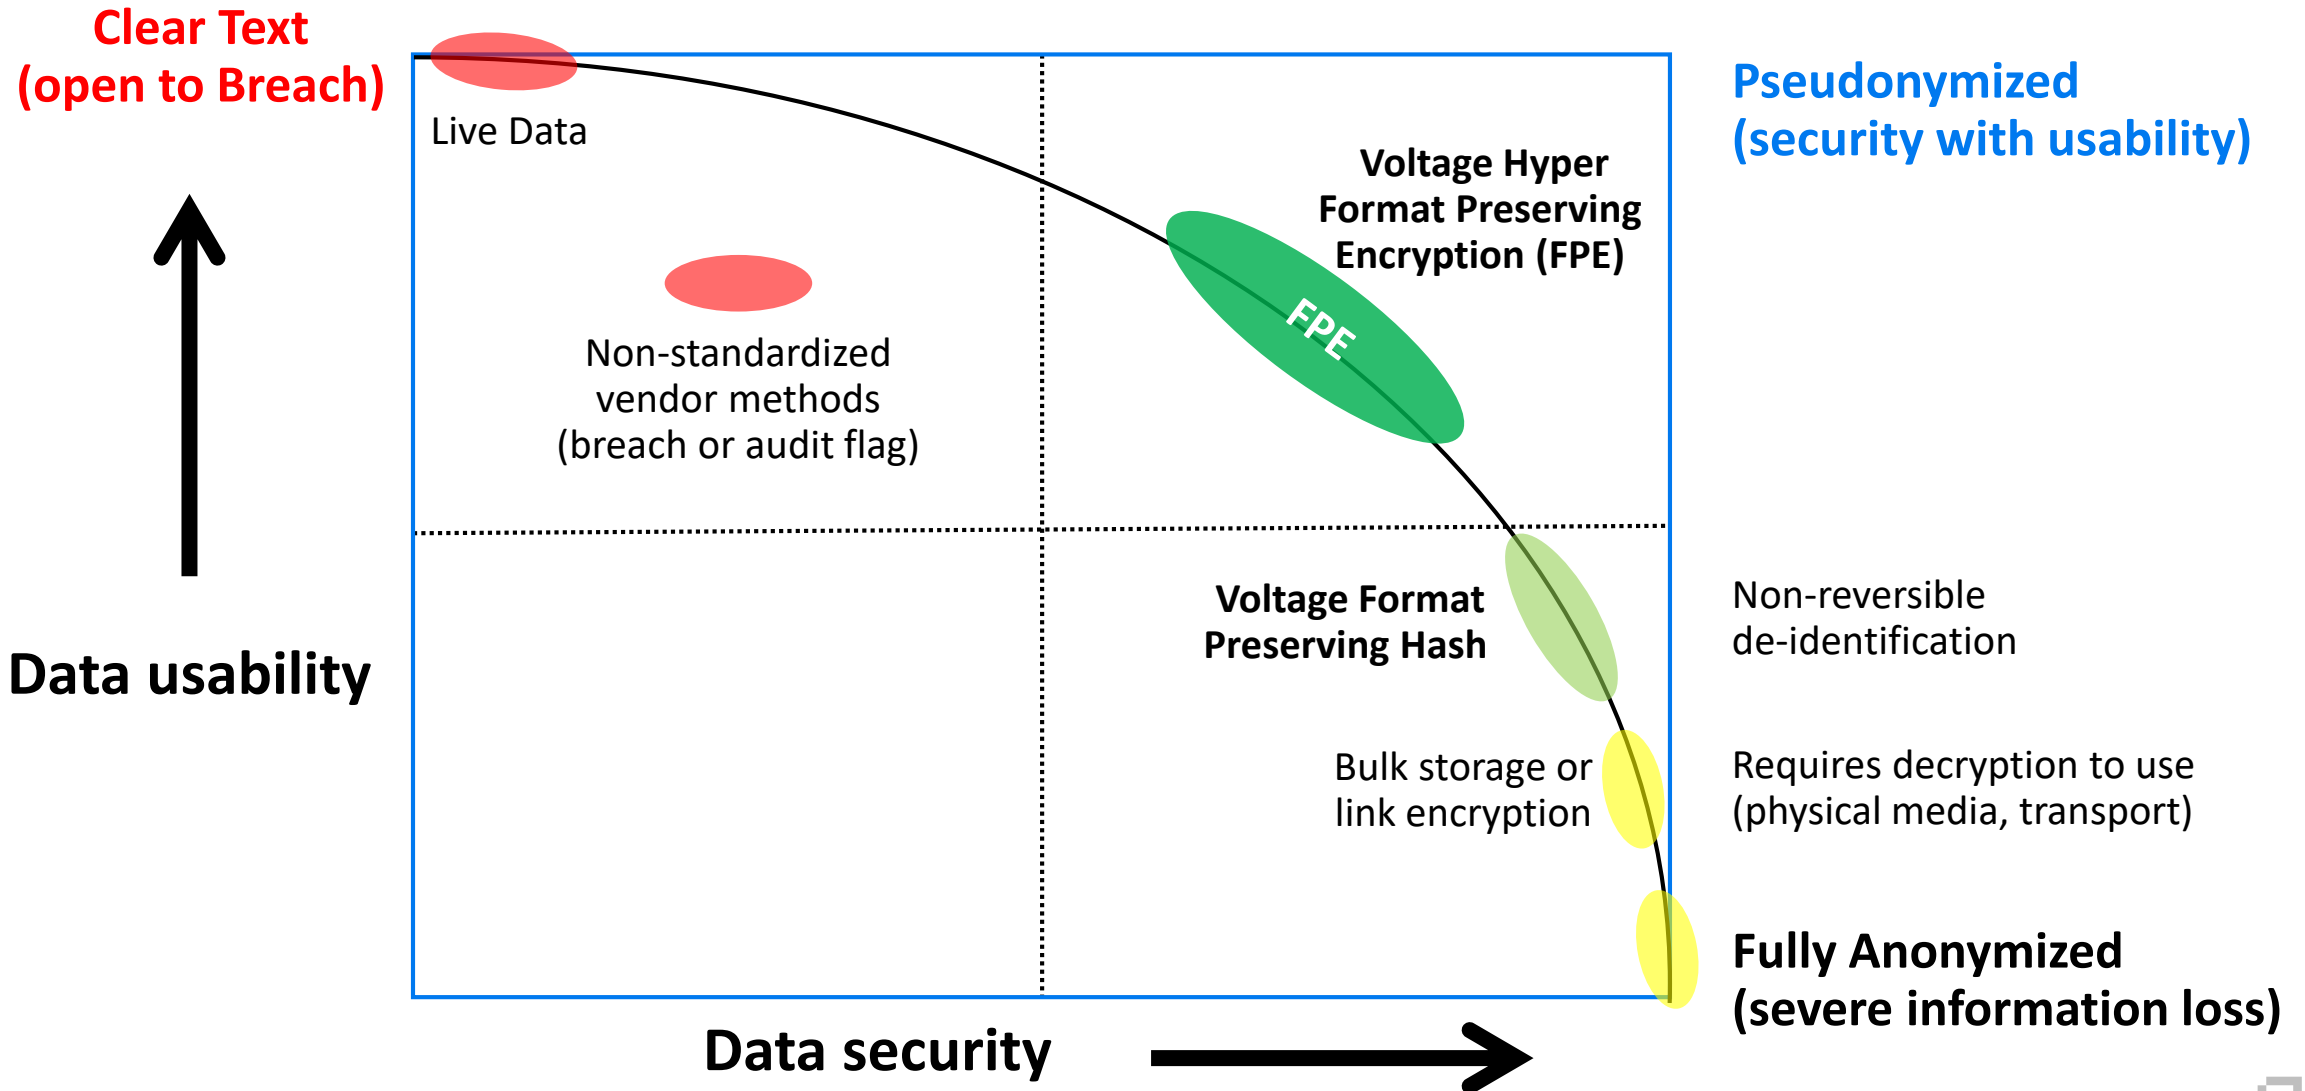 Clear Text
(open to Breach)
Pseudonymized
(security with usability)
Live Data
Voltage Hyper
Format Preserving
Encryption (FPE)
FPE
Non-standardized
vendor methods
(breach or audit flag)
Voltage Format
Preserving Hash
Non-reversible
de-identification
Data usability
Bulk storage or
link encryption
Requires decryption to use
(physical media, transport)
Fully Anonymized
(severe information loss)
Data security